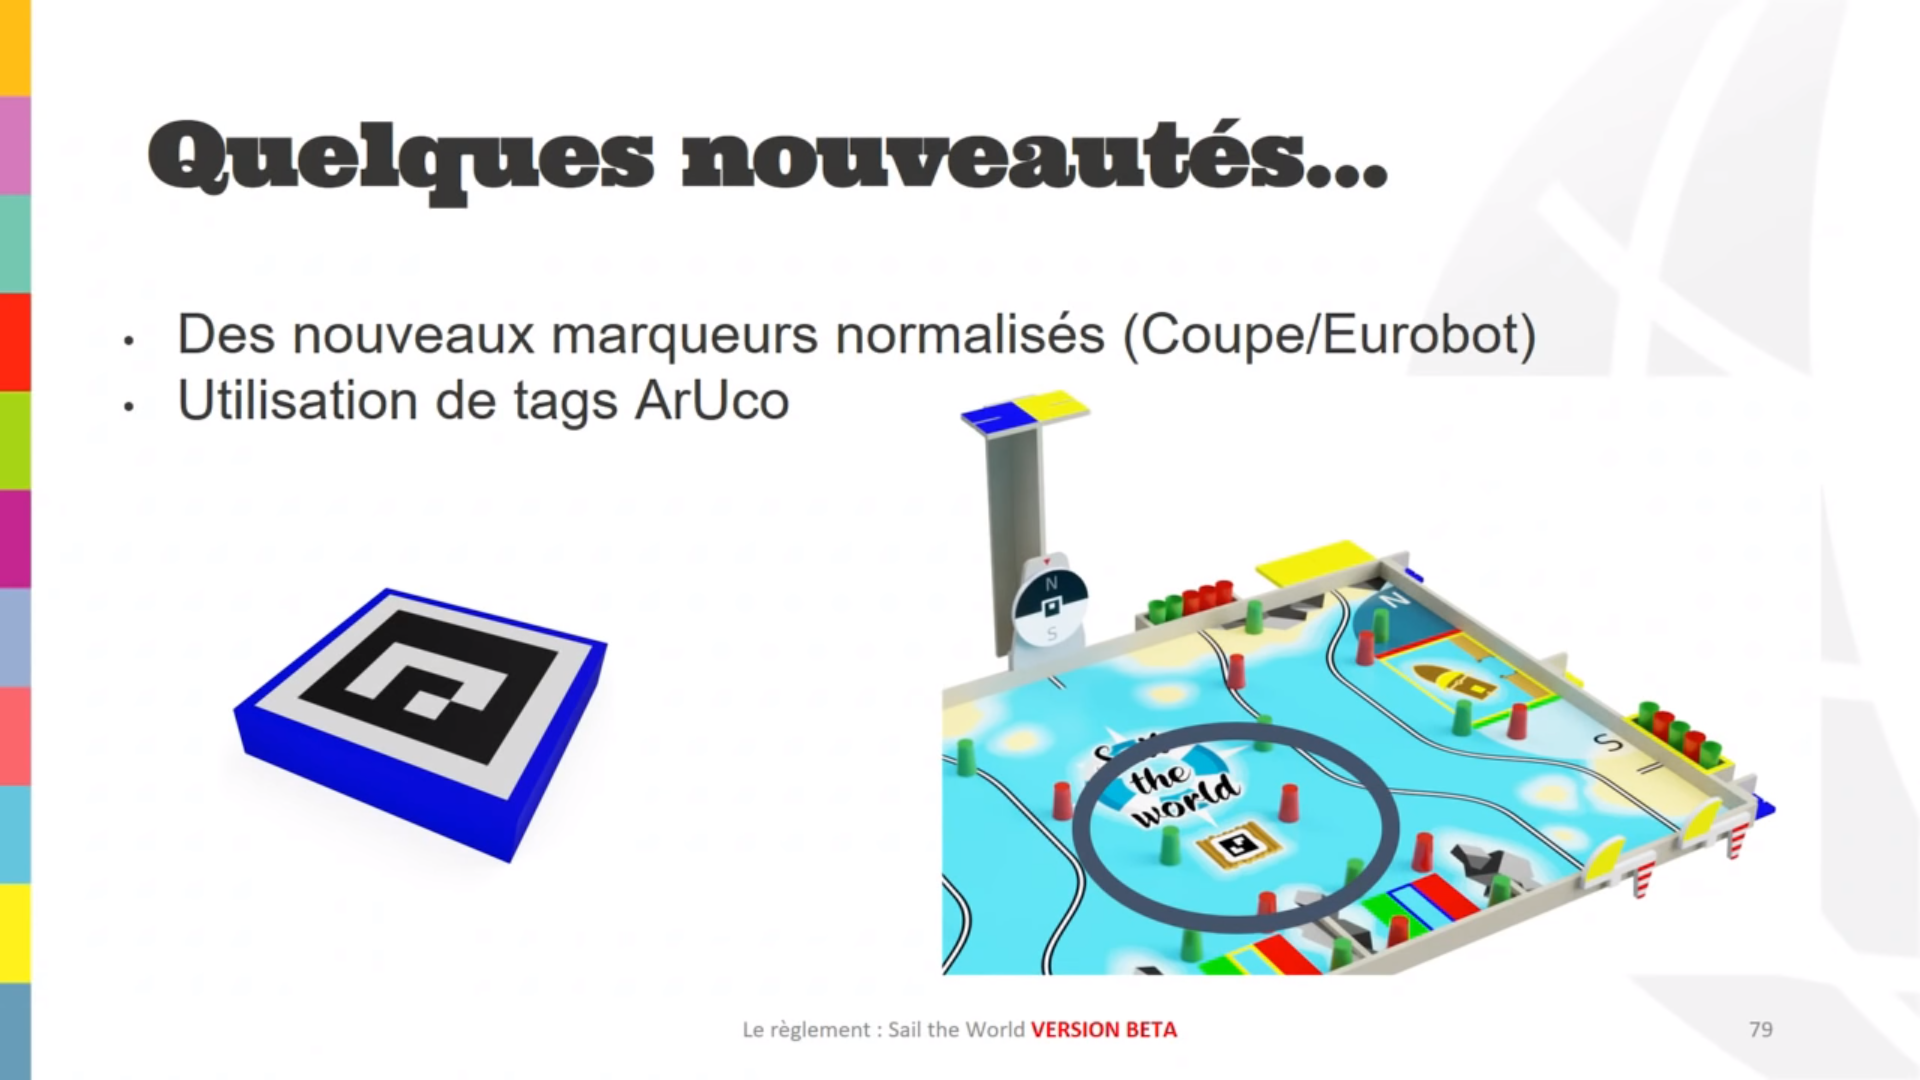 Quelques nouveautés...
• Des nouveaux marqueurs normalisés (Coupe/Eurobot)
• Utilisation de tags ArUco
N
S
N
S
the
world
Le règlement : Sail the World VERSION BETA
79